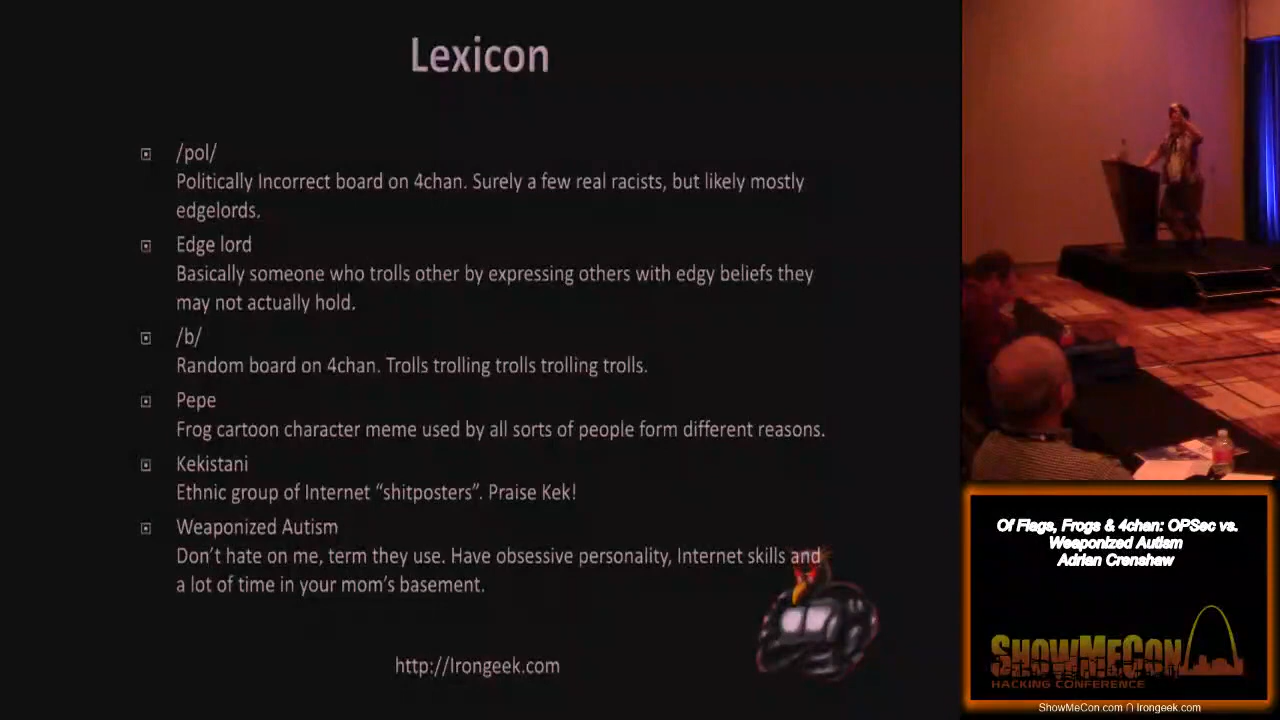 Lexicon
/pol/
Politically Incorrect board on 4chan. Surely a few real racists, but likely mostly
edgelords.
Edge lord
Basically someone who trolls other by expressing others with edgy beliefs they
may not actually hold.
/b/
Random board on 4chan. Trolls trolling trolls trolling trolls.
Pepe
Frog cartoon character meme used by all sorts of people form different reasons.
Kekistani
Ethnic group of Internet “shitposters”. Praise Kek!
Weaponized Autism
Don’t hate on me, term they use. Have obsessive personality, Internet skills and
a lot of time in your mom’s basement.
http://Irongeek.com
Of Flags, Frogs & 4chan: OPSec vs.
Weaponized Autism
Adrian Crenshaw
ShowMeCon
Hacking Conference
ShowMeCon.com ∩ Irongeek.com